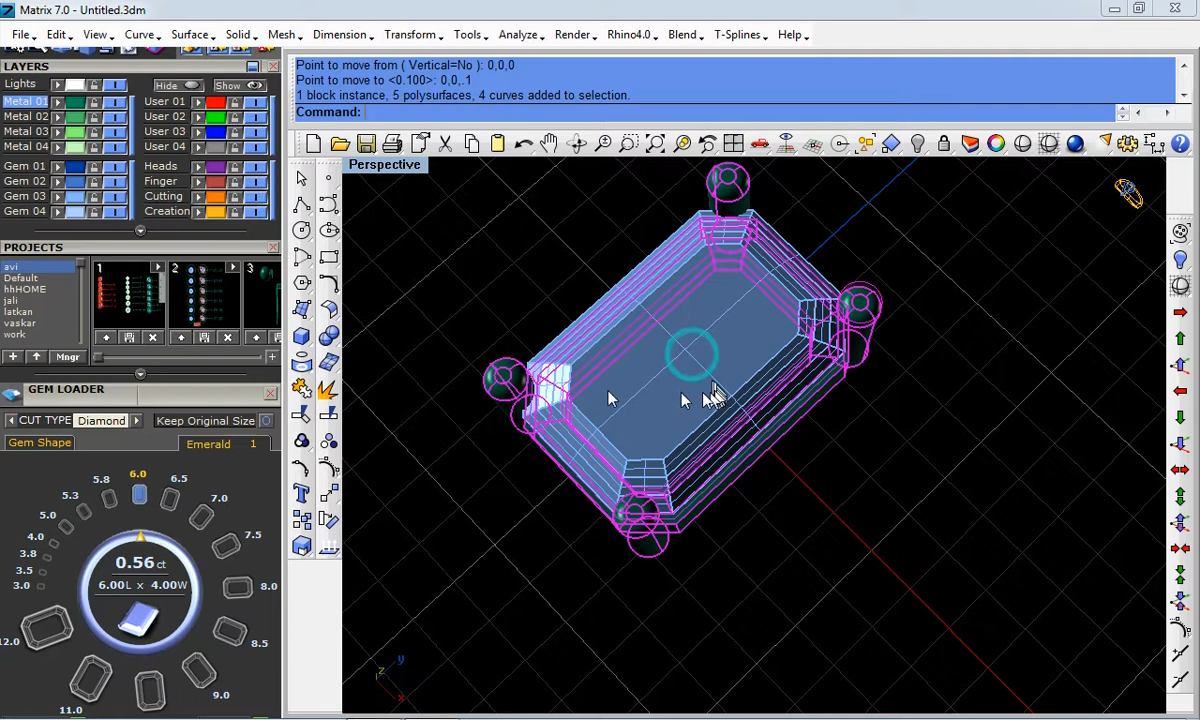 Matrix 7.0 - Untitled.3dm
File Edit View Curve Surface Solid Mesh Dimension Transform Tools Analyze Render Rhino4.0 Blend T-Splines Help
Point to move from ( Vertical=No ): 0,0,0
Point to move to <0.100>: 0,0,.1
1 block instance, 5 polysurfaces, 4 curves added to selection.
Command:
LAYERS
Lights Hide Show
Metal 01 User 01
Metal 02 User 02
Metal 03 User 03
Metal 04 User 04
Gem 01 Heads
Gem 02 Finger
Gem 03 Cutting
Gem 04 Creation
PROJECTS
avi
Default
hhHOME
jali
latkan
vaskar
work
1 2 3
Mngr
GEM LOADER
CUT TYPE Diamond Keep Original Size
Gem Shape Emerald 1
6.0
5.8 6.5
5.3 7.0
5.0
4.0 7.5
3.8
3.5 8.0
3.0
0.56 ct
6.00L x 4.00W
8.5
12.0
9.0
11.0
Perspective
z y x